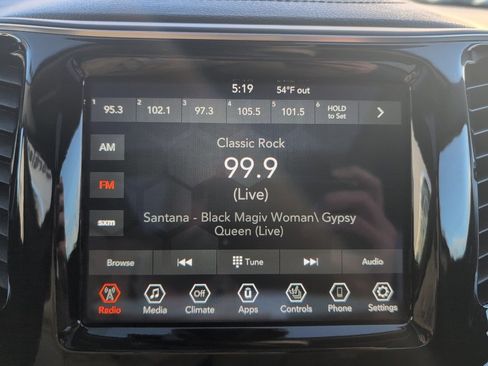 5:19 54°F out
1 95.3 2 102.1 3 97.3 4 105.5 5 101.5 6 HOLD
to Set
AM
Classic Rock
99.9
FM
(Live)
sxm
Santana - Black Magiv Woman\ Gypsy
Queen (Live)
Browse Tune Audio
Off
Radio Media Climate Apps Controls Phone Settings